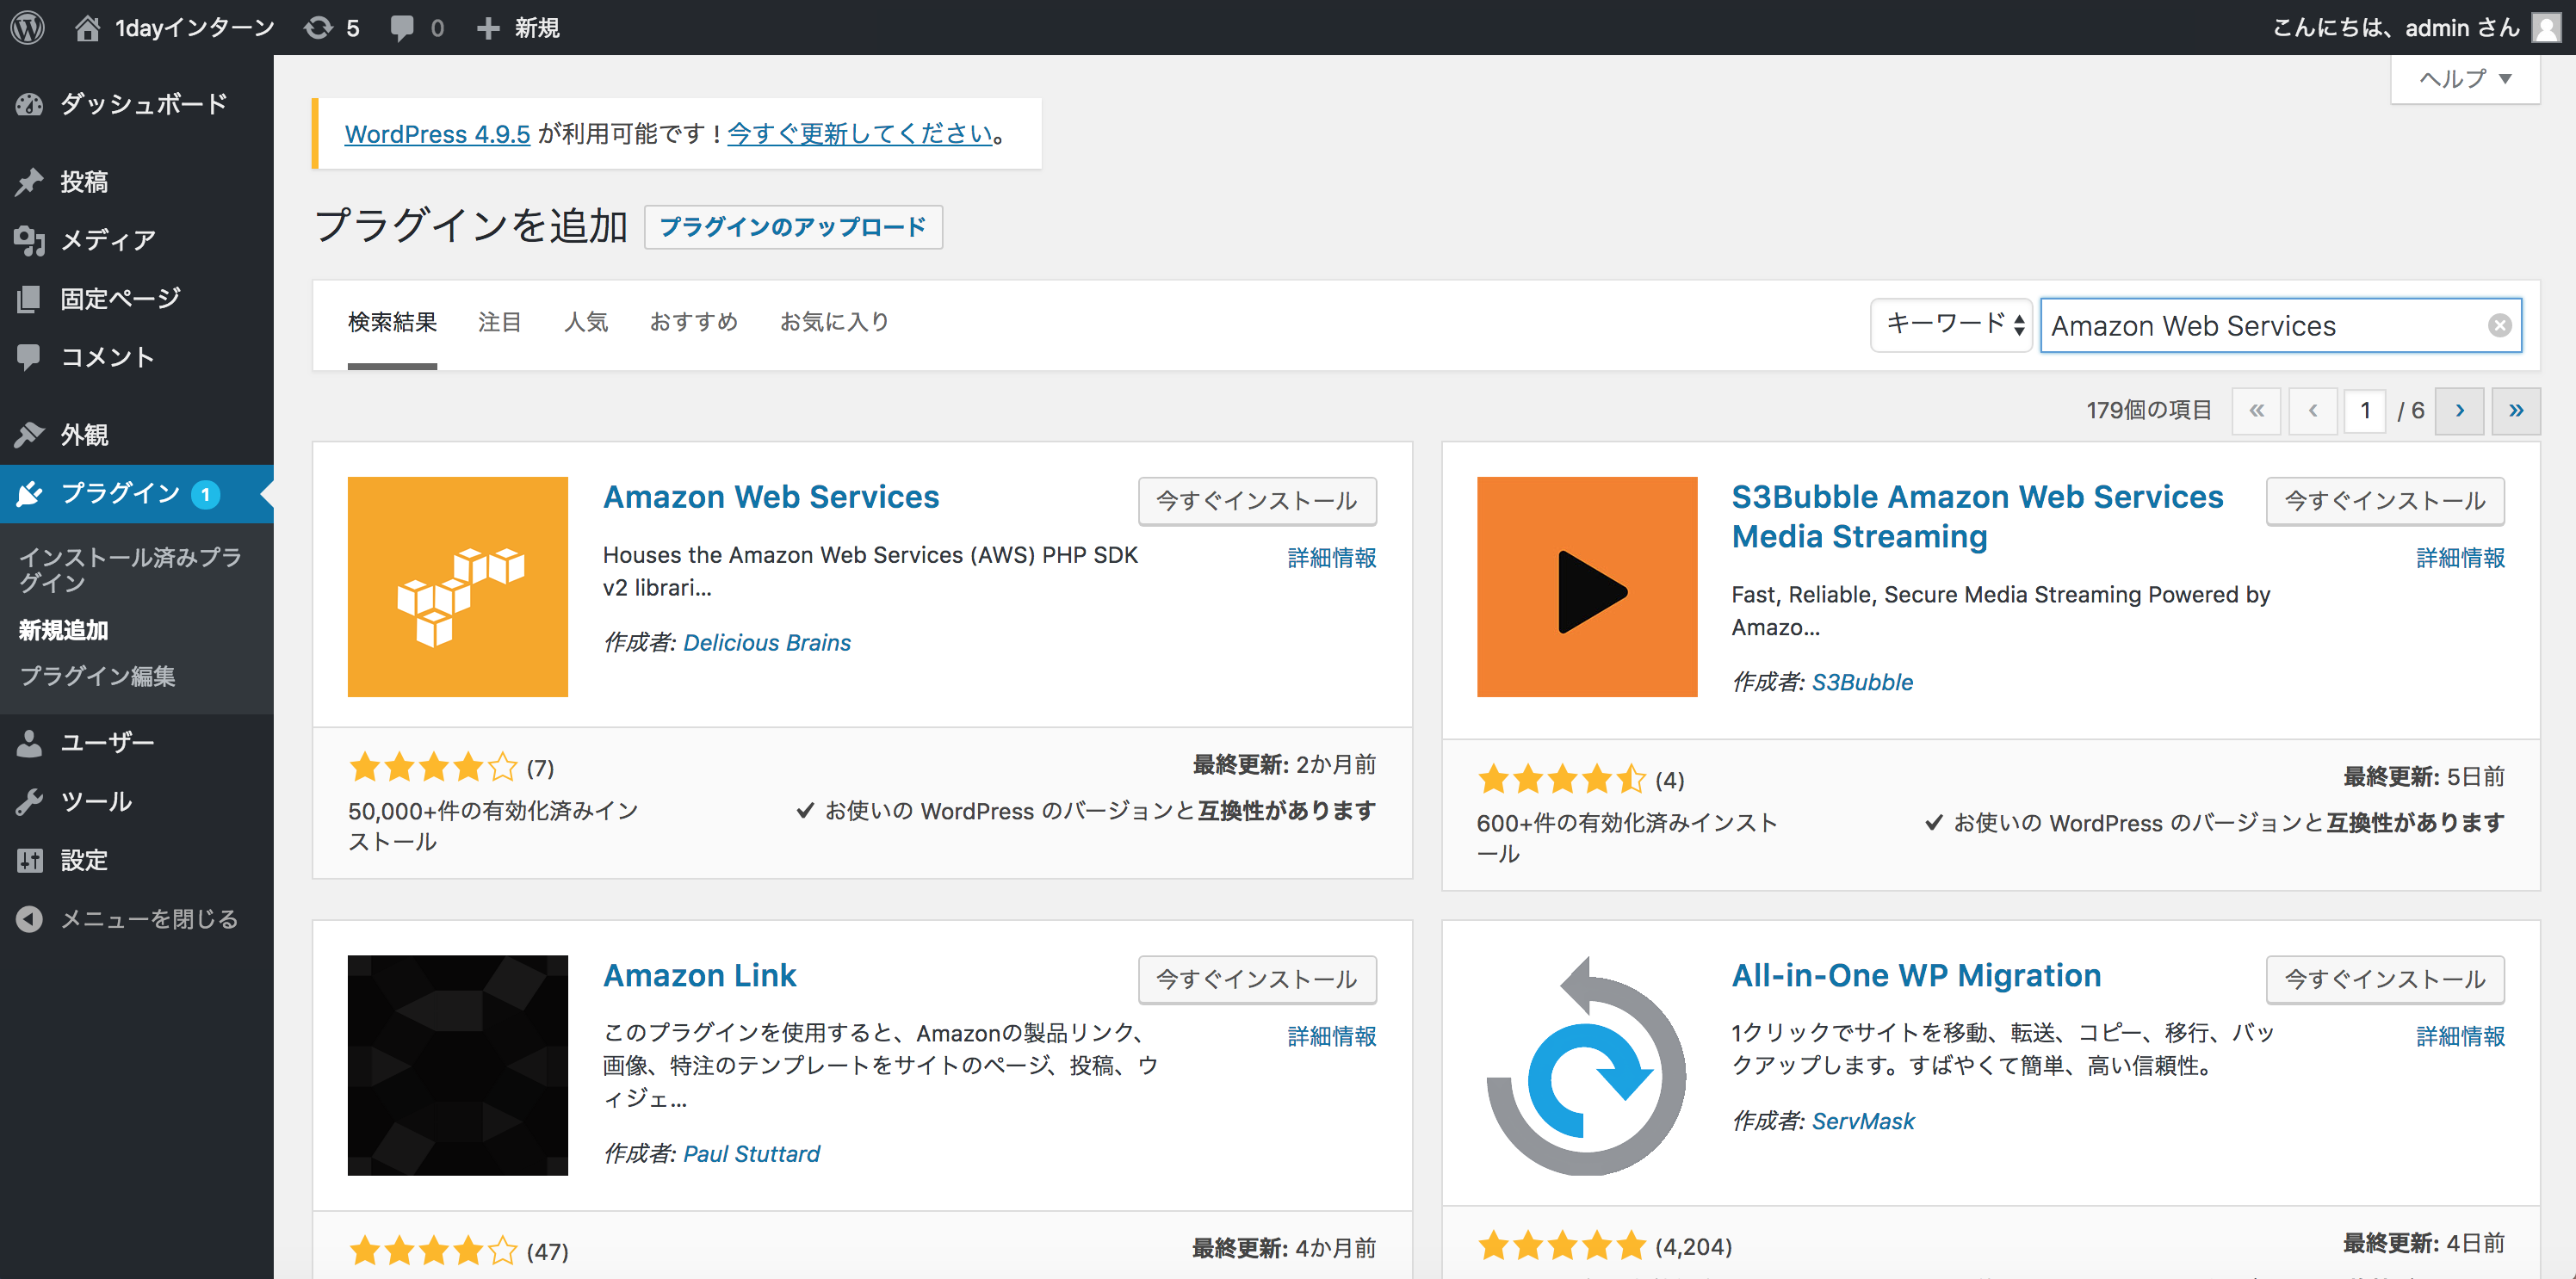 1dayインターン 5 0 新規 こんにちは、admin さん
ヘルプ
ダッシュボード
投稿
メディア
固定ページ
コメント
外観
プラグイン 1
インストール済みプラ
グイン
新規追加
プラグイン編集
ユーザー
ツール
設定
メニューを閉じる
WordPress 4.9.5 が利用可能です ! 今すぐ更新してください。
プラグインを追加 プラグインのアップロード
検索結果 注目 人気 おすすめ お気に入り キーワード Amazon Web Services
179個の項目 « ‹ 1 / 6 › »
Amazon Web Services 今すぐインストール
詳細情報
Houses the Amazon Web Services (AWS) PHP SDK
v2 librari…
作成者: Delicious Brains
(7) 最終更新: 2か月前
50,000+件の有効化済みイン
ストール
お使いの WordPress のバージョンと互換性があります
S3Bubble Amazon Web Services
Media Streaming
今すぐインストール
詳細情報
Fast, Reliable, Secure Media Streaming Powered by
Amazo…
作成者: S3Bubble
(4) 最終更新: 5日前
600+件の有効化済みインスト
ール
お使いの WordPress のバージョンと互換性があります
Amazon Link 今すぐインストール
詳細情報
このプラグインを使用すると、Amazonの製品リンク、
画像、特注のテンプレートをサイトのページ、投稿、ウ
ィジェ…
作成者: Paul Stuttard
(47) 最終更新: 4か月前
All-in-One WP Migration 今すぐインストール
詳細情報
1クリックでサイトを移動、転送、コピー、移行、バッ
クアップします。すばやくて簡単、高い信頼性。
作成者: ServMask
(4,204) 最終更新: 4日前